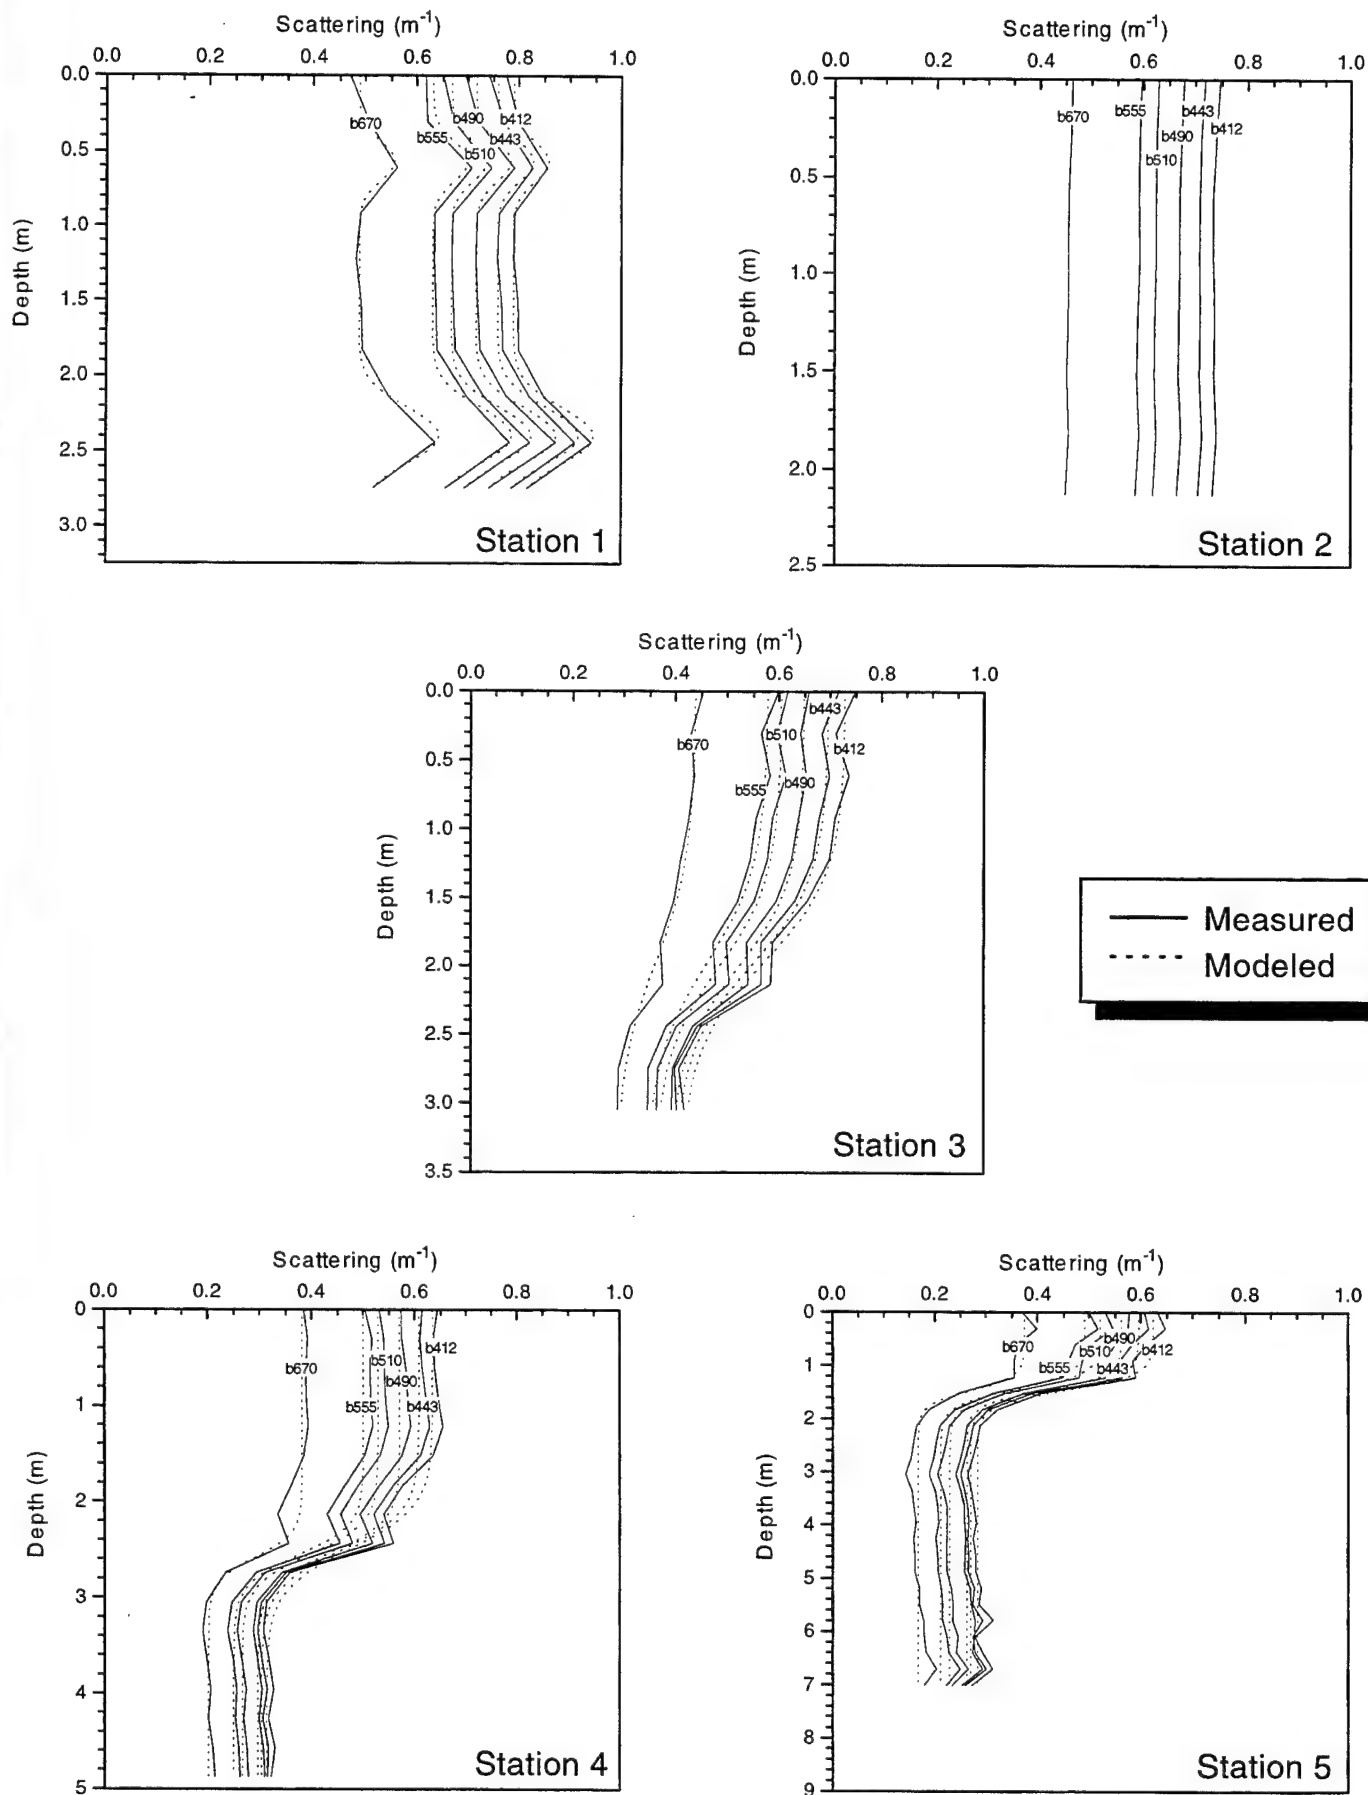 Scattering (m-1)
0.0 0.2 0.4 0.6 0.8 1.0
0.0
0.5
1.0
1.5
2.0
2.5
3.0
Depth (m)
b670
b555
b490
b510
b443
b412
Station 1
Scattering (m-1)
0.0 0.2 0.4 0.6 0.8 1.0
0.0
0.5
1.0
1.5
2.0
2.5
Depth (m)
b670
b555
b510
b490
b443
b412
Station 2
Scattering (m-1)
0.0 0.2 0.4 0.6 0.8 1.0
0.0
0.5
1.0
1.5
2.0
2.5
3.0
3.5
Depth (m)
b670
b555
b510
b490
b443
b412
Station 3
Measured
Modeled
Scattering (m-1)
0.0 0.2 0.4 0.6 0.8 1.0
0
1
2
3
4
5
Depth (m)
b670
b555
b510
b490
b443
b412
Station 4
Scattering (m-1)
0.0 0.2 0.4 0.6 0.8 1.0
0
1
2
3
4
5
6
7
8
9
Depth (m)
b670
b555
b510
b490
b443
b412
Station 5